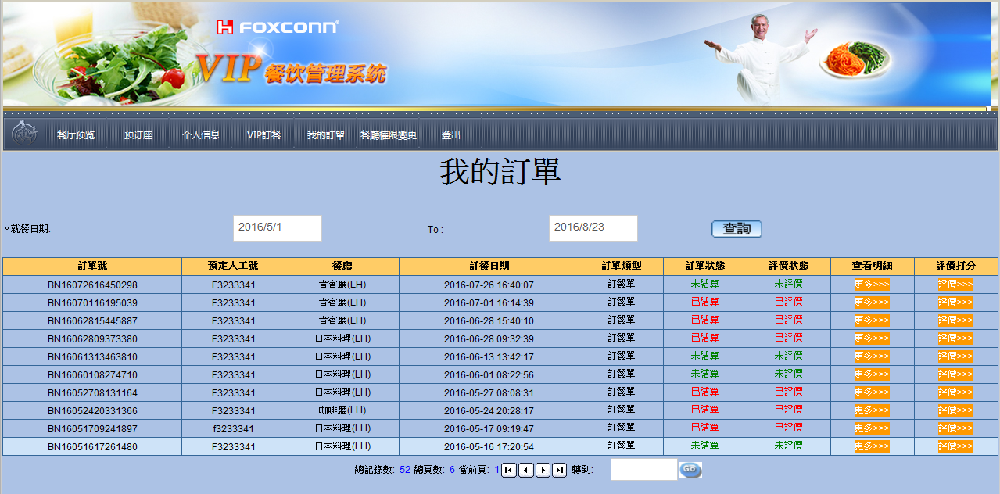 FOXCONN
VIP餐饮管理系统
餐厅预览 预订座 个人信息 VIP訂餐 我的訂單 餐廳權限變更 登出
我的訂單
就餐日期: 2016/5/1 To : 2016/8/23 查詢
訂單號 預定人工號 餐廳 訂餐日期 訂單類型 訂單狀態 評價狀態 查看明細 評價打分
BN16072616450298 F3233341 貴賓廳(LH) 2016-07-26 16:40:07 訂餐單 未結算 未評價 更多>>> 評價>>>
BN16070116195039 F3233341 貴賓廳(LH) 2016-07-01 16:14:39 訂餐單 已結算 已評價 更多>>> 評價>>>
BN16062815445887 F3233341 貴賓廳(LH) 2016-06-28 15:40:10 訂餐單 已結算 已評價 更多>>> 評價>>>
BN16062809373380 F3233341 日本料理(LH) 2016-06-28 09:32:39 訂餐單 已結算 已評價 更多>>> 評價>>>
BN16061313463810 F3233341 日本料理(LH) 2016-06-13 13:42:17 訂餐單 未結算 未評價 更多>>> 評價>>>
BN16060108274710 F3233341 日本料理(LH) 2016-06-01 08:22:56 訂餐單 未結算 未評價 更多>>> 評價>>>
BN16052708131164 F3233341 日本料理(LH) 2016-05-27 08:08:31 訂餐單 已結算 已評價 更多>>> 評價>>>
BN16052420331366 F3233341 咖啡廳(LH) 2016-05-24 20:28:17 訂餐單 已結算 已評價 更多>>> 評價>>>
BN16051709241897 f3233341 日本料理(LH) 2016-05-17 09:19:47 訂餐單 已結算 已評價 更多>>> 評價>>>
BN16051617261480 F3233341 日本料理(LH) 2016-05-16 17:20:54 訂餐單 未結算 未評價 更多>>> 評價>>>
總記錄數: 52 總頁數: 6 當前頁: 1 轉到: GO